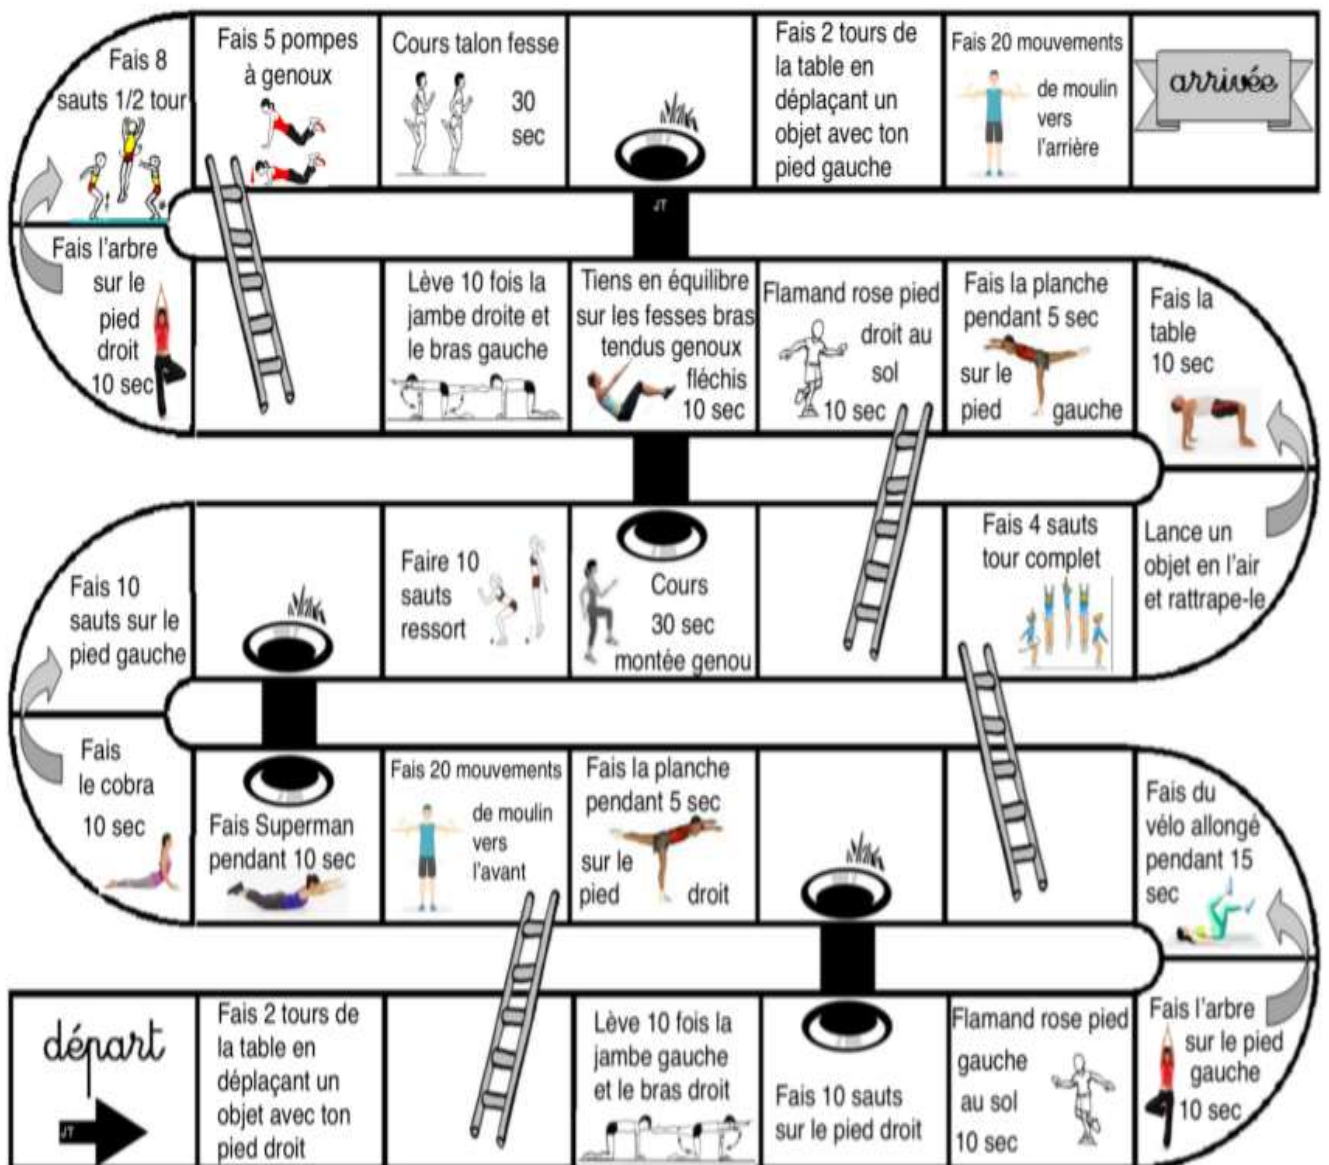 Fais 8
sauts 1/2 tour
Fais 5 pompes
à genoux
Cours talon fesse
30
sec
Fais 2 tours de
la table en
déplaçant un
objet avec ton
pied gauche
Fais 20 mouvements
de moulin
vers
l'arrière
arrivée
JT
Fais l'arbre
sur le
pied
droit
10 sec
Lève 10 fois la
jambe droite et
le bras gauche
Tiens en équilibre
sur les fesses bras
tendus genoux
fléchis
10 sec
Flamand rose pied
droit au
sol
10 sec
Fais la planche
pendant 5 sec
sur le
pied gauche
Fais la
table
10 sec
Fais 10
sauts sur le
pied gauche
Faire 10
sauts
ressort
Cours
30 sec
montée genou
Fais 4 sauts
tour complet
Lance un
objet en l'air
et rattrape-le
Fais
le cobra
10 sec
Fais Superman
pendant 10 sec
Fais 20 mouvements
de moulin
vers
l'avant
Fais la planche
pendant 5 sec
sur le
pied droit
Fais du
vélo allongé
pendant 15
sec
départ
JT
Fais 2 tours de
la table en
déplaçant un
objet avec ton
pied droit
Lève 10 fois la
jambe gauche
et le bras droit
Fais 10 sauts
sur le pied droit
Flamand rose pied
gauche
au sol
10 sec
Fais l'arbre
sur le pied
gauche
10 sec